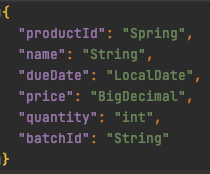 {
"productId": "Spring",
"name": "String",
"dueDate": "LocalDate",
"price": "BigDecimal",
"quantity": "int",
"batchId": "String"
}